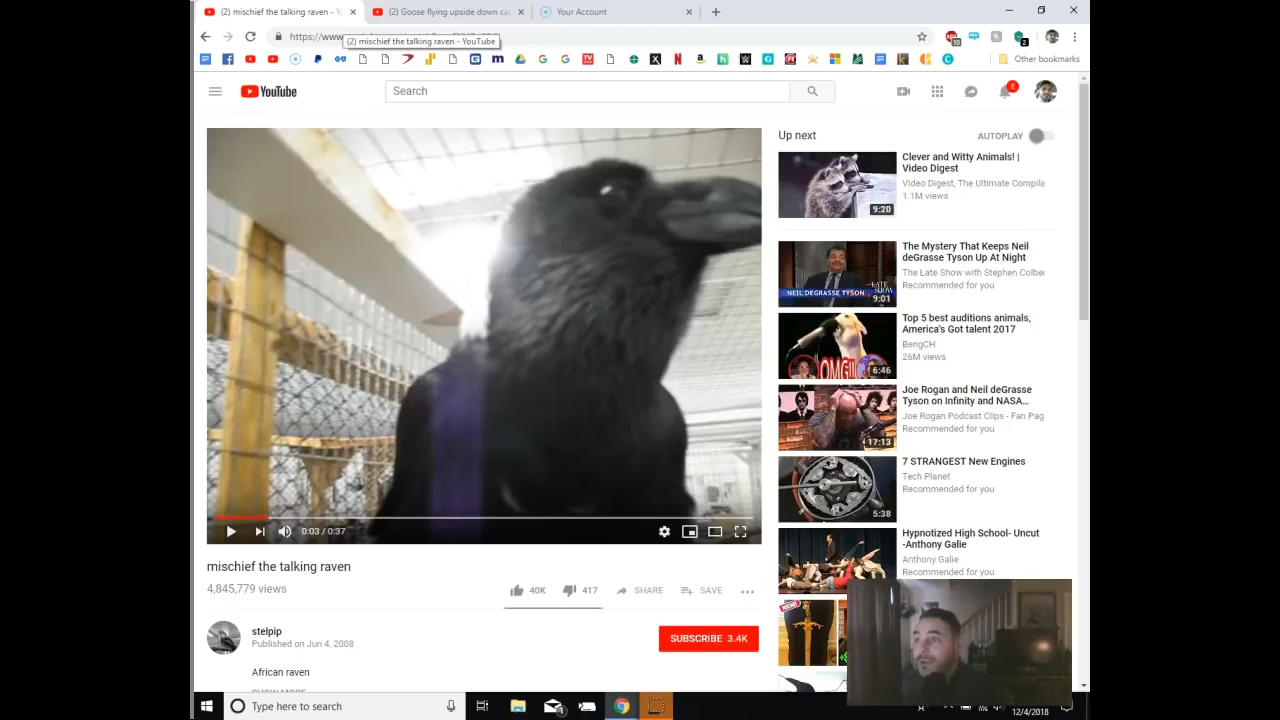 (2) mischief the talking raven - Y
(2) Goose flying upside down ca
Your Account
https://www.
(2) mischief the talking raven - YouTube
Other bookmarks
YouTube
Search
2
Up next
AUTOPLAY
Clever and Witty Animals! |
Video Digest
Video Digest, The Ultimate Compila
1.1M views
9:20
The Mystery That Keeps Neil
deGrasse Tyson Up At Night
The Late Show with Stephen Colber
Recommended for you
NEIL DEGRASSE TYSON
LATE
SHOW
9:01
Top 5 best auditions animals,
America's Got talent 2017
BengCH
26M views
OMG!!
6:46
Joe Rogan and Neil deGrasse
Tyson on Infinity and NASA...
Joe Rogan Podcast Clips - Fan Pag
Recommended for you
17:13
7 STRANGEST New Engines
Tech Planet
Recommended for you
5:38
Hypnotized High School- Uncut
-Anthony Galie
Anthony Galie
Recommended for you
NEW!
0:03 / 0:37
mischief the talking raven
4,845,779 views
40K
417
SHARE
SAVE
stelpip
Published on Jun 4, 2008
SUBSCRIBE 3.4K
African raven
SHOW MORE
Type here to search
12/4/2018